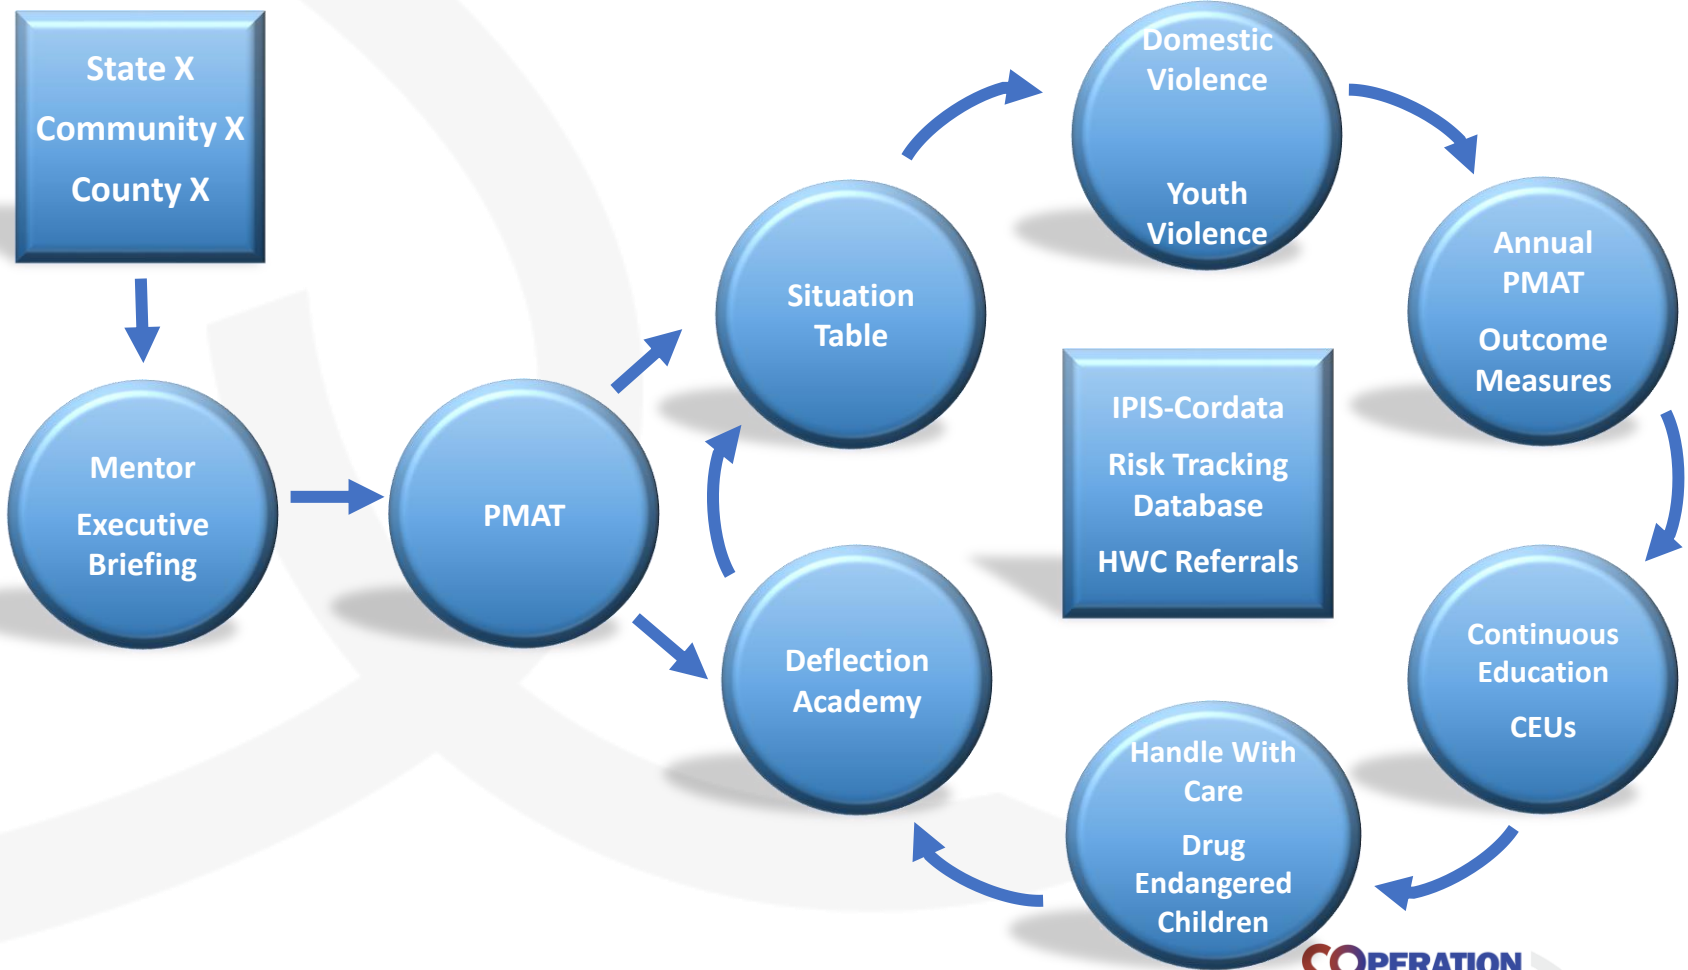 State X
Community X
County X
Mentor
Executive
Briefing
PMAT
Situation
Table
Deflection
Academy
Domestic
Violence
Youth
Violence
IPIS-Cordata
Risk Tracking
Database
HWC Referrals
Annual
PMAT
Outcome
Measures
Continuous
Education
CEUs
Handle With
Care
Drug
Endangered
Children
COPERATION